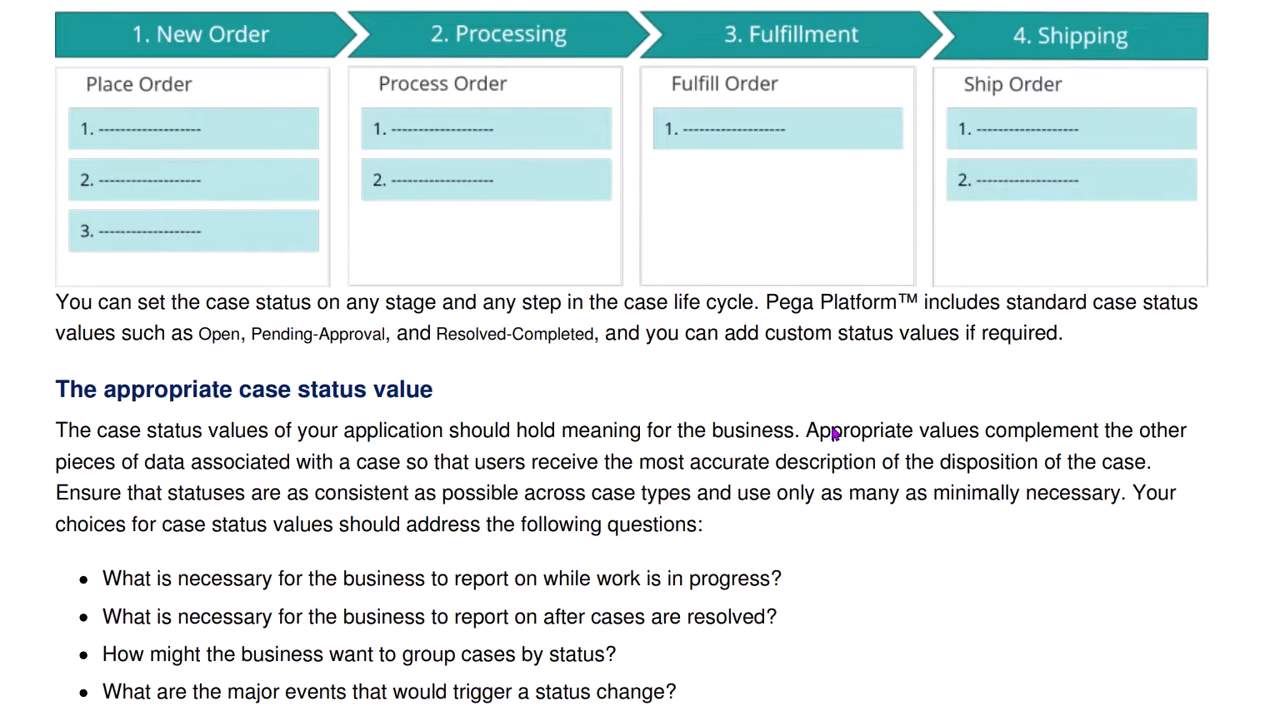 1. New Order
2. Processing
3. Fulfillment
4. Shipping
Place Order
1. -------------------
2. -------------------
3. -------------------
Process Order
1. -------------------
2. -------------------
Fulfill Order
1. -------------------
Ship Order
1. -------------------
2. -------------------
You can set the case status on any stage and any step in the case life cycle. Pega Platform™ includes standard case status
values such as Open, Pending-Approval, and Resolved-Completed, and you can add custom status values if required.
The appropriate case status value
The case status values of your application should hold meaning for the business. Appropriate values complement the other
pieces of data associated with a case so that users receive the most accurate description of the disposition of the case.
Ensure that statuses are as consistent as possible across case types and use only as many as minimally necessary. Your
choices for case status values should address the following questions:
• What is necessary for the business to report on while work is in progress?
• What is necessary for the business to report on after cases are resolved?
• How might the business want to group cases by status?
• What are the major events that would trigger a status change?